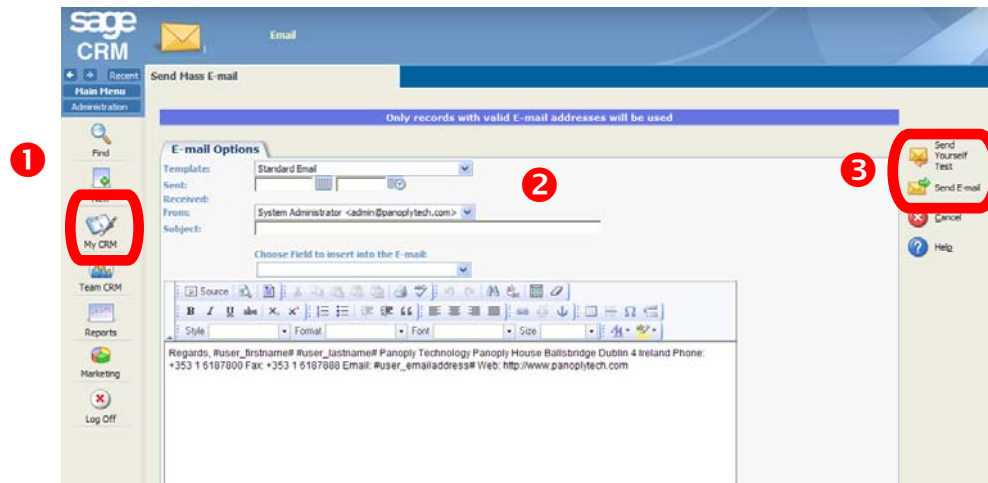 sage
CRM
Email
Recent
Main Menu
Administration
Send Mass E-mail
Only records with valid E-mail addresses will be used
1
Find
New
My CRM
Team CRM
Reports
Marketing
Log Off
E-mail Options
Template: Standard Email
Sent:
Received:
From: System Administrator <admin@panoplytech.com>
Subject:
2
Choose Field to insert into the E-mail:
Source
B I U abc X, x'
Style Format Font Size
Regards, #user_firstname# #user_lastname# Panoply Technology Panoply House Ballsbridge Dublin 4 Ireland Phone:
+353 1 6187800 Fax: +353 1 6187888 Email: #user_emailaddress# Web: http://www.panoplytech.com
3
Send
Yourself
Test
Send E-mail
Cancel
Help